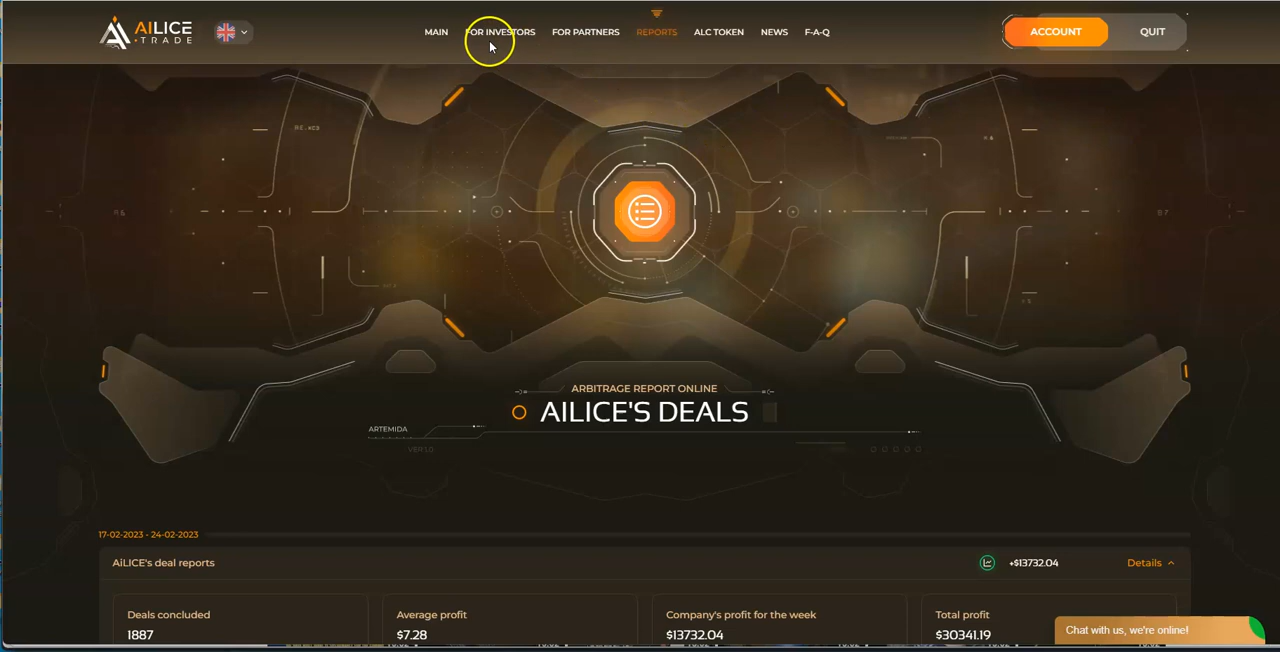 AILICE
TRADE
MAIN
FOR INVESTORS
FOR PARTNERS
REPORTS
ALC TOKEN
NEWS
F-A-Q
ACCOUNT
QUIT
ARBITRAGE REPORT ONLINE
AILICE'S DEALS
ARTEMIDA
VER1.0
17-02-2023 - 24-02-2023
AiLICE's deal reports
+$13732.04
Details
Deals concluded
1887
Average profit
$7.28
Company's profit for the week
$13732.04
Total profit
$30341.19
Chat with us, we're online!